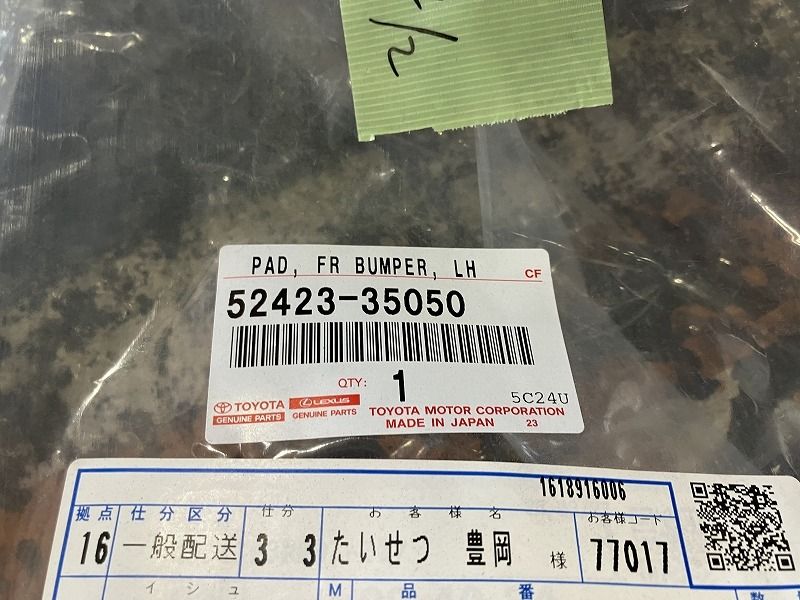 1/2
PAD, FR BUMPER, LH CF
52423-35050
QTY: 1 5C24U
TOYOTA LEXUS TOYOTA MOTOR CORPORATION
GENUINE PARTS GENUINE PARTS MADE IN JAPAN 23
1618916006
拠点 仕分区分 仕分 お客様名 お客様コード
16 一般配送 3 3 たいせつ 豊岡 様 77017
イシュ M 品番 数